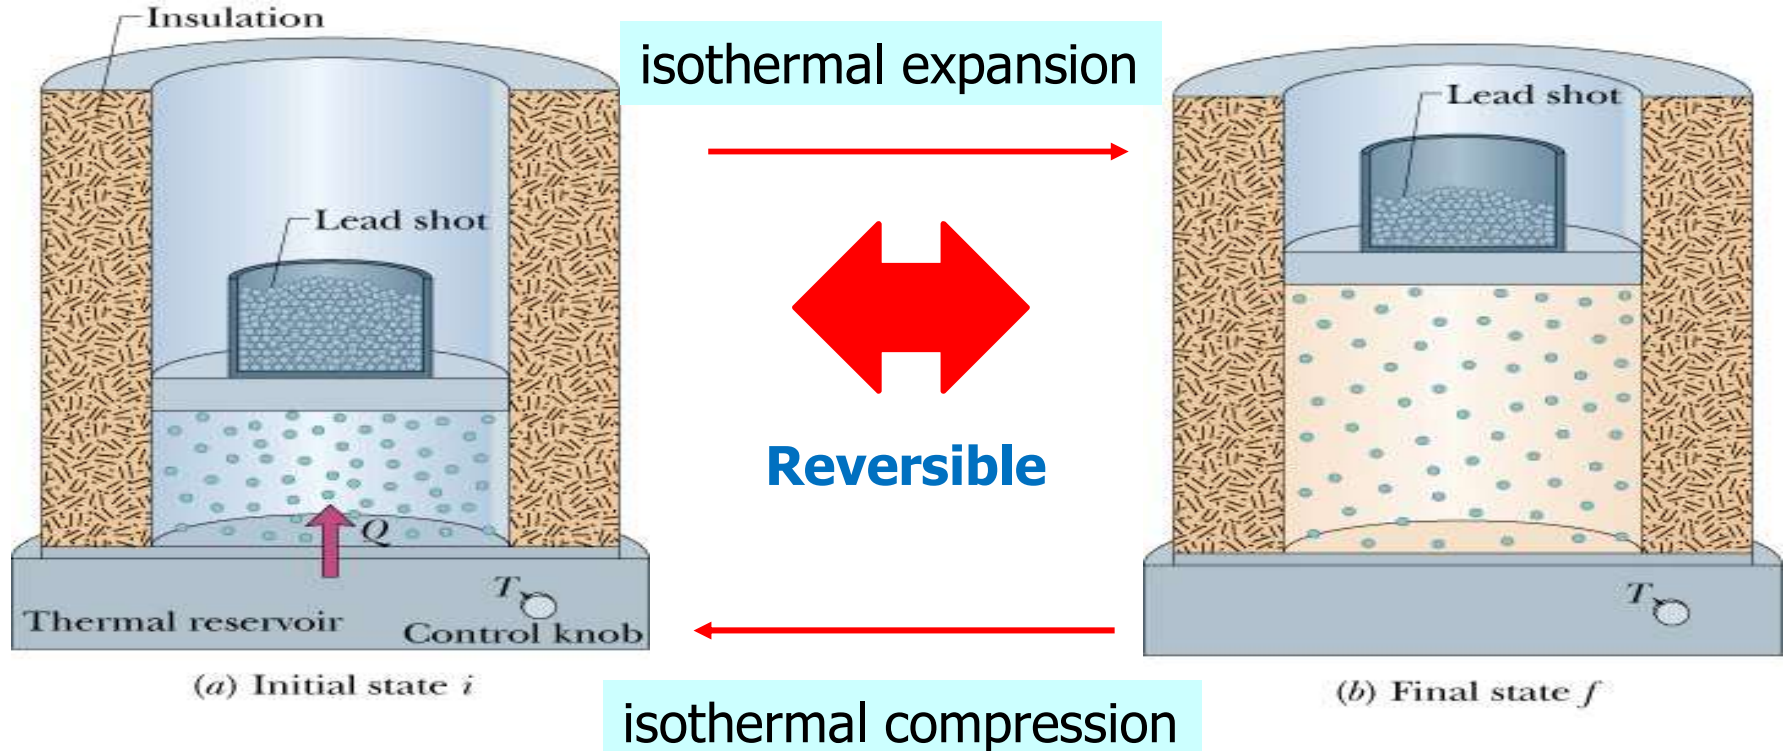 Insulation
isothermal expansion
Lead shot
Lead shot
Reversible
Q
T
Thermal reservoir
Control knob
T
(a) Initial state i
(b) Final state f
isothermal compression